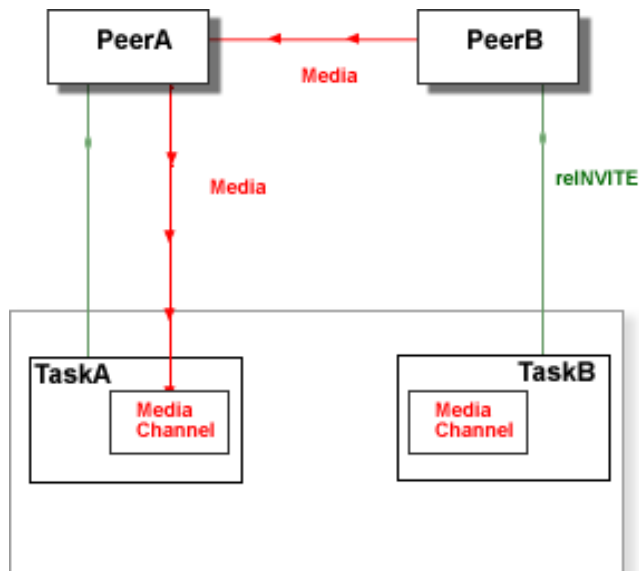 PeerA
PeerB
Media
Media
reINVITE
TaskA
TaskB
Media
Channel
Media
Channel